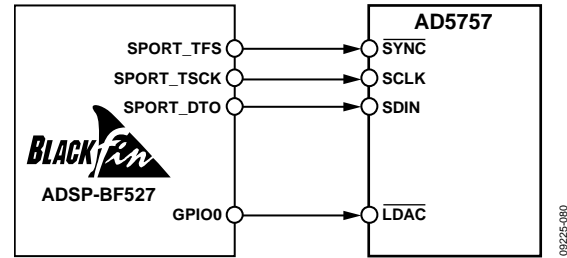 AD5757
SPORT_TFS SYNC
SPORT_TSCK SCLK
SPORT_DTO SDIN
BLACKfin
ADSP-BF527
GPIO0 LDAC
09225-080